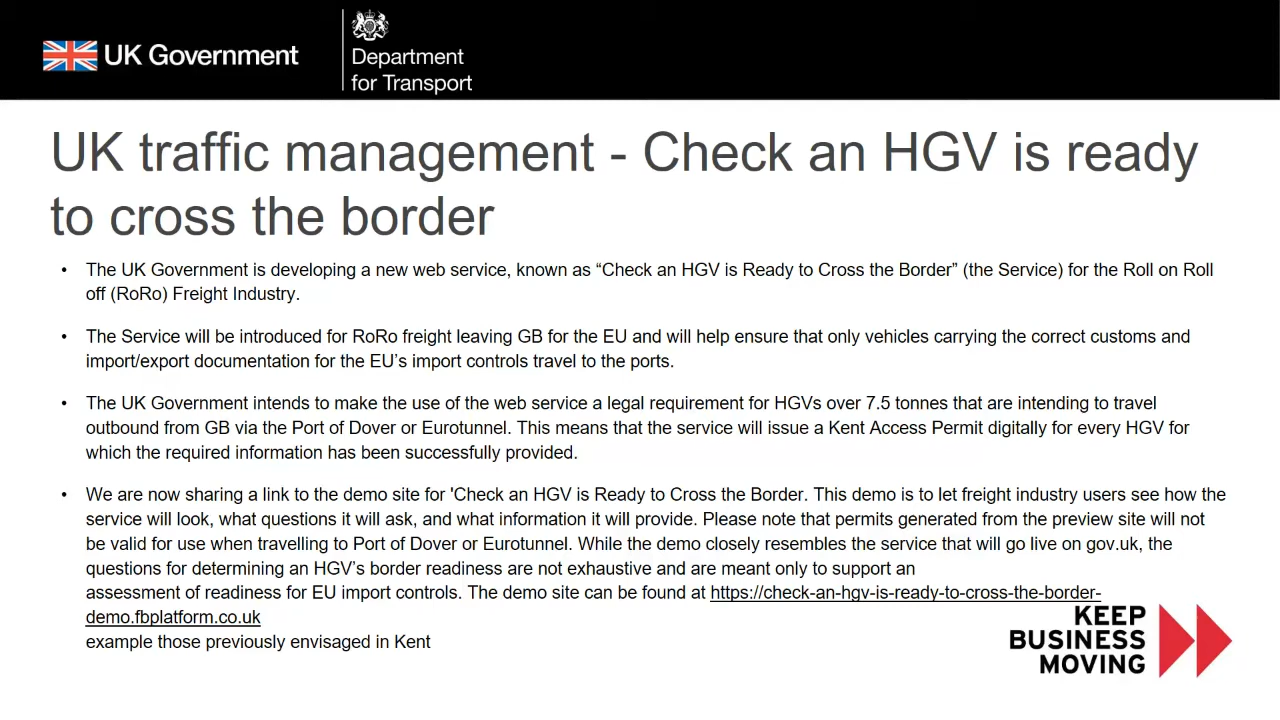 UK Government
Department
for Transport
UK traffic management - Check an HGV is ready
to cross the border
• The UK Government is developing a new web service, known as “Check an HGV is Ready to Cross the Border” (the Service) for the Roll on Roll
off (RoRo) Freight Industry.
• The Service will be introduced for RoRo freight leaving GB for the EU and will help ensure that only vehicles carrying the correct customs and
import/export documentation for the EU’s import controls travel to the ports.
• The UK Government intends to make the use of the web service a legal requirement for HGVs over 7.5 tonnes that are intending to travel
outbound from GB via the Port of Dover or Eurotunnel. This means that the service will issue a Kent Access Permit digitally for every HGV for
which the required information has been successfully provided.
• We are now sharing a link to the demo site for 'Check an HGV is Ready to Cross the Border. This demo is to let freight industry users see how the
service will look, what questions it will ask, and what information it will provide. Please note that permits generated from the preview site will not
be valid for use when travelling to Port of Dover or Eurotunnel. While the demo closely resembles the service that will go live on gov.uk, the
questions for determining an HGV’s border readiness are not exhaustive and are meant only to support an
assessment of readiness for EU import controls. The demo site can be found at https://check-an-hgv-is-ready-to-cross-the-border-
demo.fbplatform.co.uk
example those previously envisaged in Kent
KEEP
BUSINESS
MOVING